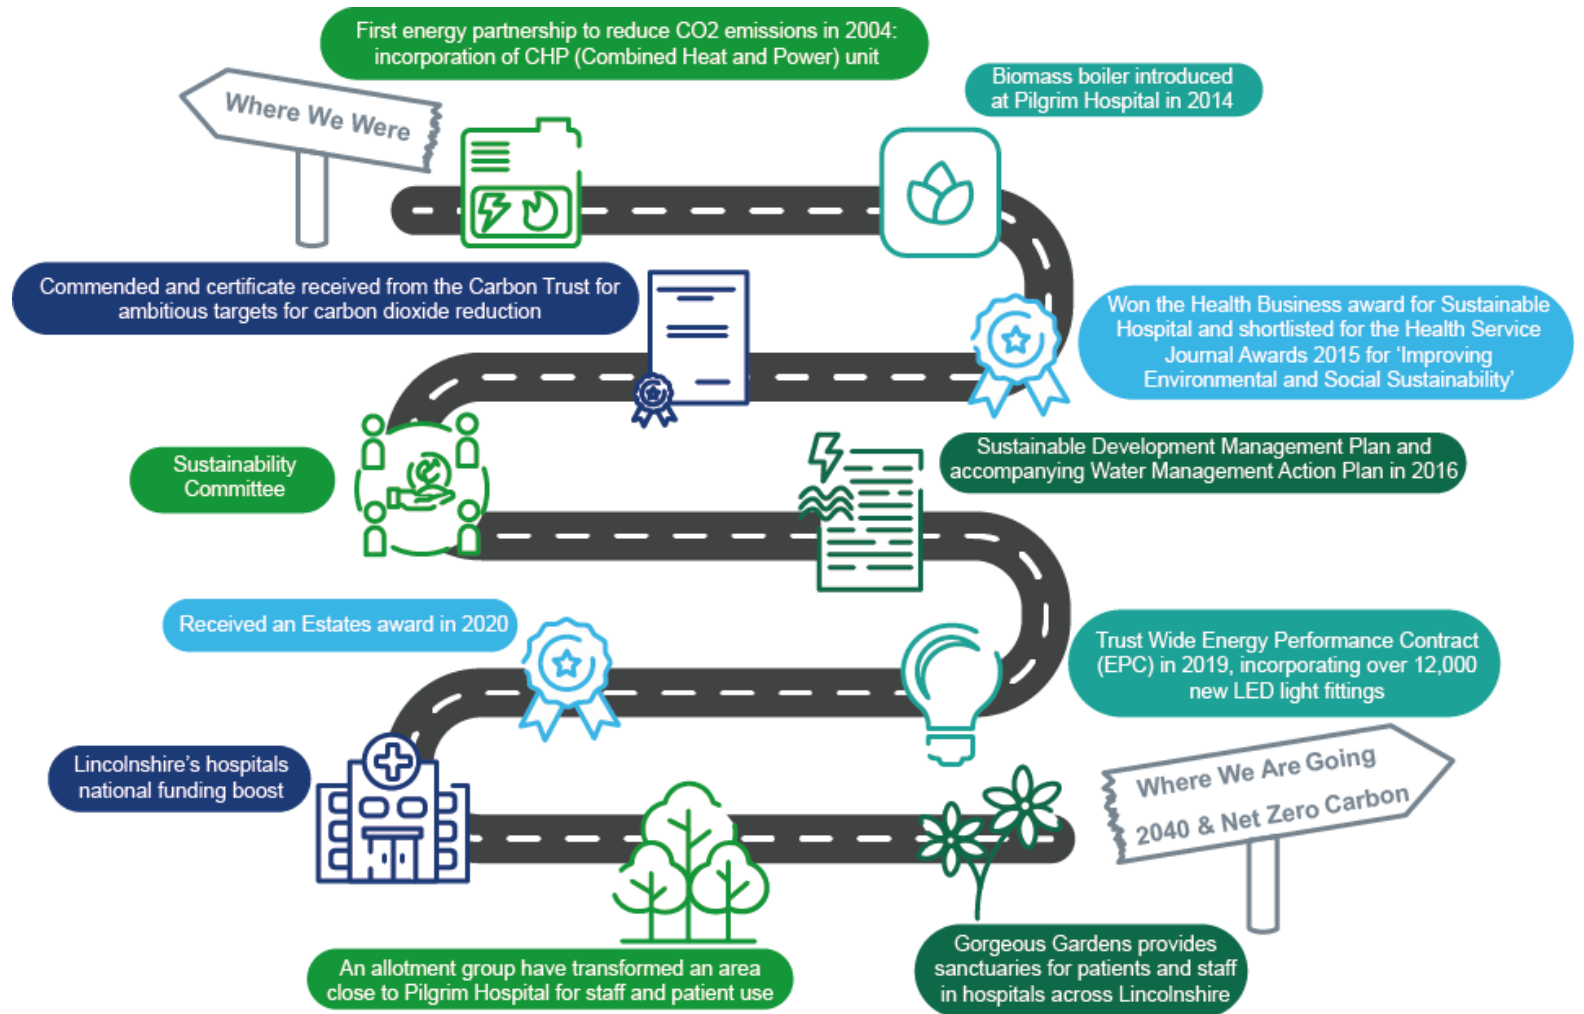 First energy partnership to reduce CO2 emissions in 2004:
incorporation of CHP (Combined Heat and Power) unit
Where We Were
Biomass boiler introduced
at Pilgrim Hospital in 2014
Commended and certificate received from the Carbon Trust for
ambitious targets for carbon dioxide reduction
Won the Health Business award for Sustainable
Hospital and shortlisted for the Health Service
Journal Awards 2015 for ‘Improving
Environmental and Social Sustainability’
Sustainability
Committee
Sustainable Development Management Plan and
accompanying Water Management Action Plan in 2016
Received an Estates award in 2020
Trust Wide Energy Performance Contract
(EPC) in 2019, incorporating over 12,000
new LED light fittings
Lincolnshire’s hospitals
national funding boost
Where We Are Going
2040 & Net Zero Carbon
An allotment group have transformed an area
close to Pilgrim Hospital for staff and patient use
Gorgeous Gardens provides
sanctuaries for patients and staff
in hospitals across Lincolnshire